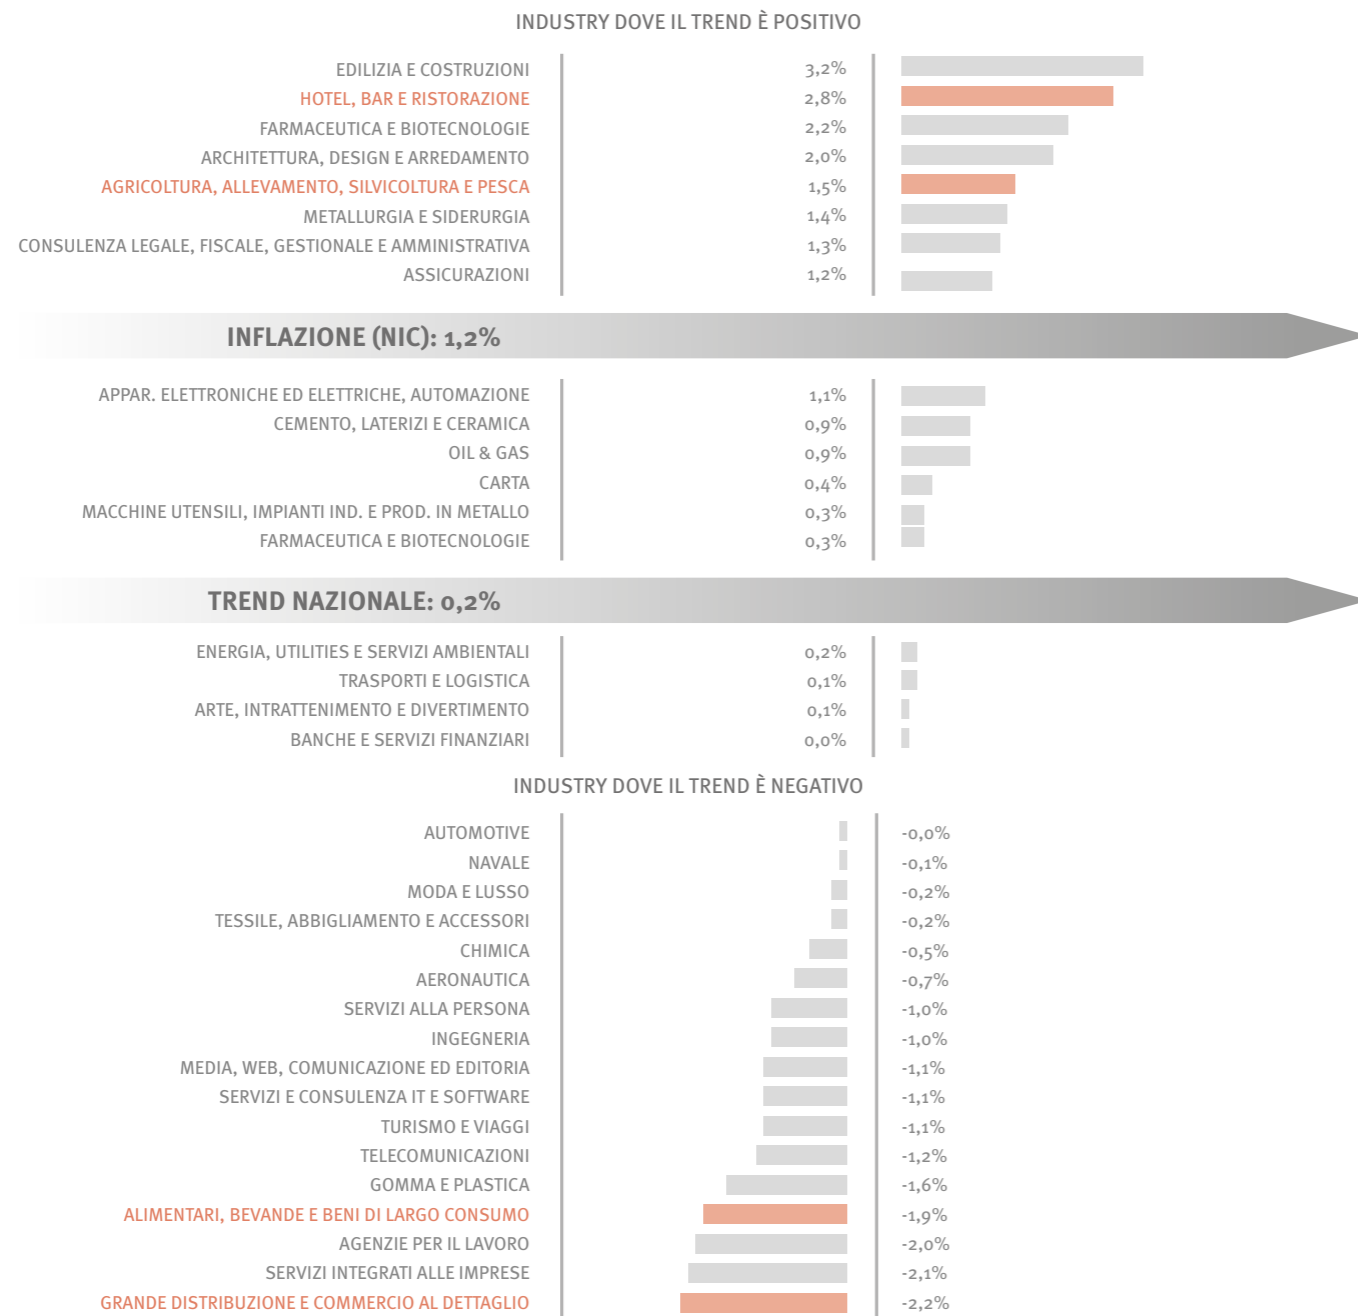 INDUSTRY DOVE IL TREND È POSITIVO
EDILIZIA E COSTRUZIONI 3,2%
HOTEL, BAR E RISTORAZIONE 2,8%
FARMACEUTICA E BIOTECNOLOGIE 2,2%
ARCHITETTURA, DESIGN E ARREDAMENTO 2,0%
AGRICOLTURA, ALLEVAMENTO, SILVICOLTURA E PESCA 1,5%
METALLURGIA E SIDERURGIA 1,4%
CONSULENZA LEGALE, FISCALE, GESTIONALE E AMMINISTRATIVA 1,3%
ASSICURAZIONI 1,2%
INFLAZIONE (NIC): 1,2%
APPAR. ELETTRONICHE ED ELETTRICHE, AUTOMAZIONE 1,1%
CEMENTO, LATERIZI E CERAMICA 0,9%
OIL & GAS 0,9%
CARTA 0,4%
MACCHINE UTENSILI, IMPIANTI IND. E PROD. IN METALLO 0,3%
FARMACEUTICA E BIOTECNOLOGIE 0,3%
TREND NAZIONALE: 0,2%
ENERGIA, UTILITIES E SERVIZI AMBIENTALI 0,2%
TRASPORTI E LOGISTICA 0,1%
ARTE, INTRATTENIMENTO E DIVERTIMENTO 0,1%
BANCHE E SERVIZI FINANZIARI 0,0%
INDUSTRY DOVE IL TREND È NEGATIVO
AUTOMOTIVE -0,0%
NAVALE -0,1%
MODA E LUSSO -0,2%
TESSILE, ABBIGLIAMENTO E ACCESSORI -0,2%
CHIMICA -0,5%
AERONAUTICA -0,7%
SERVIZI ALLA PERSONA -1,0%
INGEGNERIA -1,0%
MEDIA, WEB, COMUNICAZIONE ED EDITORIA -1,1%
SERVIZI E CONSULENZA IT E SOFTWARE -1,1%
TURISMO E VIAGGI -1,1%
TELECOMUNICAZIONI -1,2%
GOMMA E PLASTICA -1,6%
ALIMENTARI, BEVANDE E BENI DI LARGO CONSUMO -1,9%
AGENZIE PER IL LAVORO -2,0%
SERVIZI INTEGRATI ALLE IMPRESE -2,1%
GRANDE DISTRIBUZIONE E COMMERCIO AL DETTAGLIO -2,2%